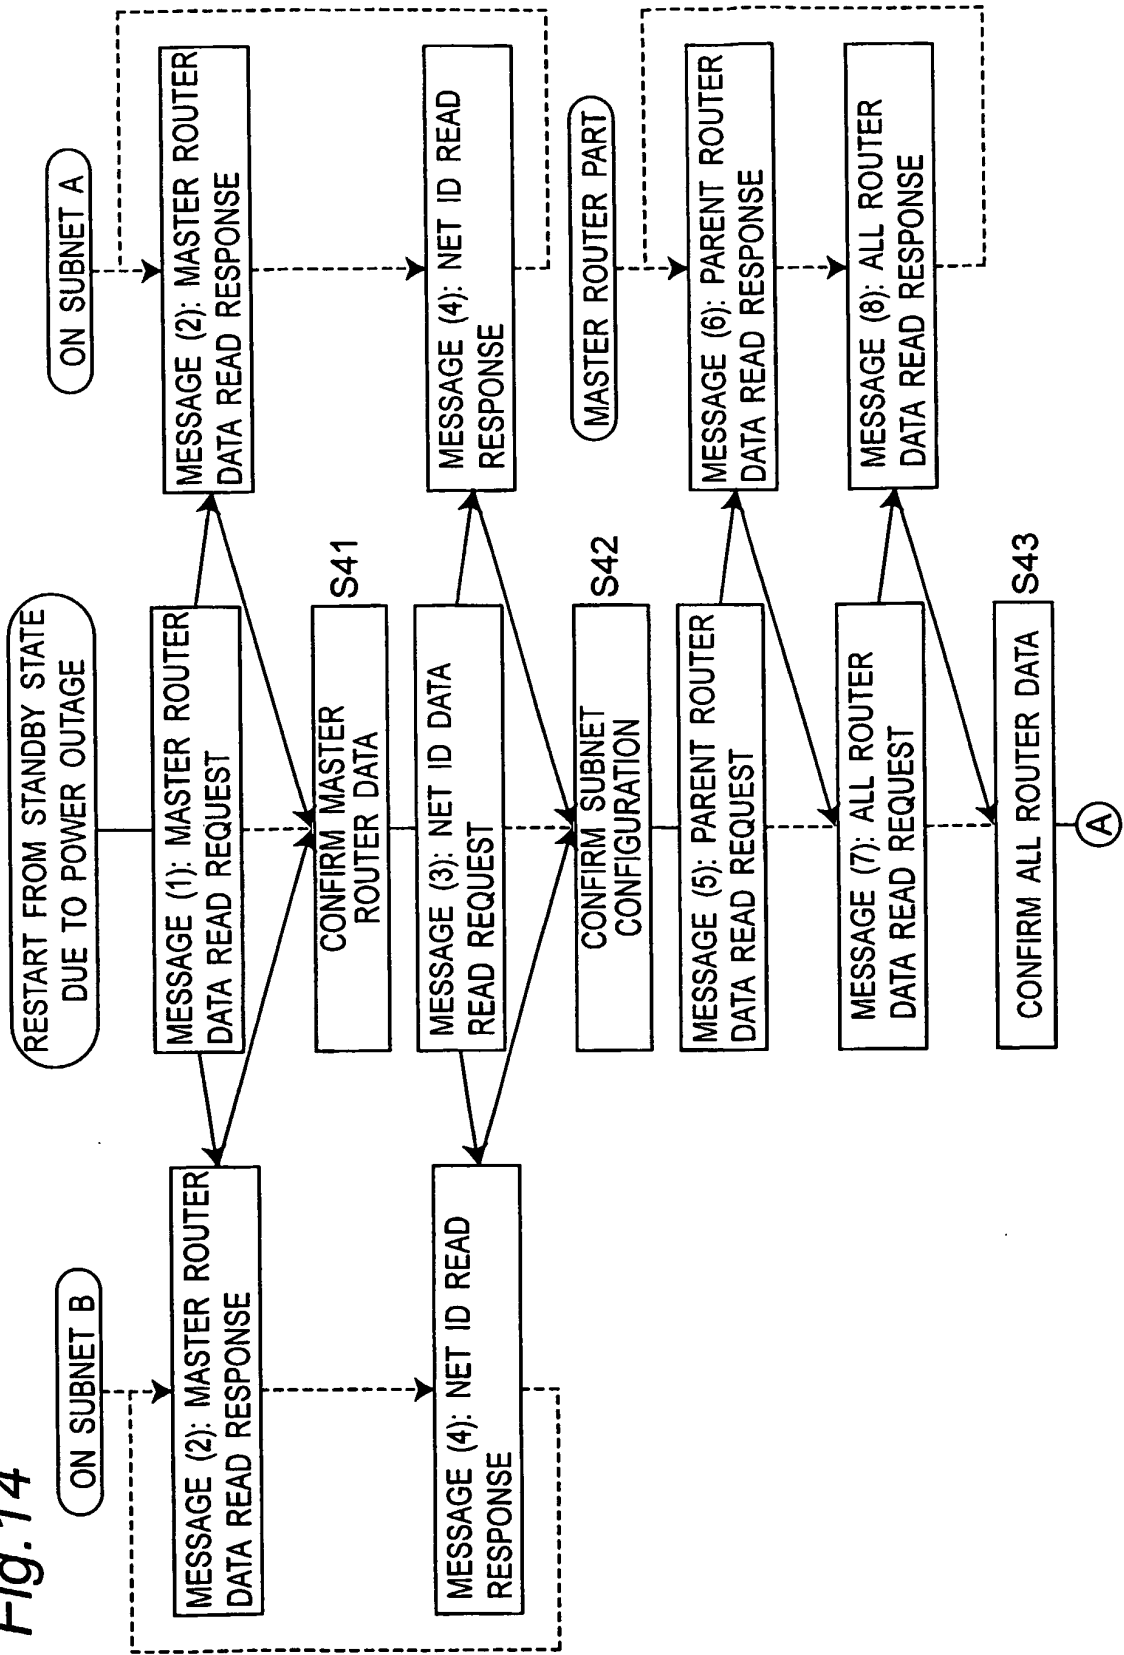 Fig.14
RESTART FROM STANDBY STATE
DUE TO POWER OUTAGE
ON SUBNET B
ON SUBNET A
MESSAGE (2): MASTER ROUTER
DATA READ RESPONSE
MESSAGE (1): MASTER ROUTER
DATA READ REQUEST
MESSAGE (2): MASTER ROUTER
DATA READ RESPONSE
CONFIRM MASTER
ROUTER DATA
S41
MESSAGE (4): NET ID READ
RESPONSE
MESSAGE (3): NET ID DATA
READ REQUEST
MESSAGE (4): NET ID READ
RESPONSE
CONFIRM SUBNET
CONFIGURATION
S42
MASTER ROUTER PART
MESSAGE (5): PARENT ROUTER
DATA READ REQUEST
MESSAGE (6): PARENT ROUTER
DATA READ RESPONSE
MESSAGE (7): ALL ROUTER
DATA READ REQUEST
MESSAGE (8): ALL ROUTER
DATA READ RESPONSE
CONFIRM ALL ROUTER DATA
S43
A